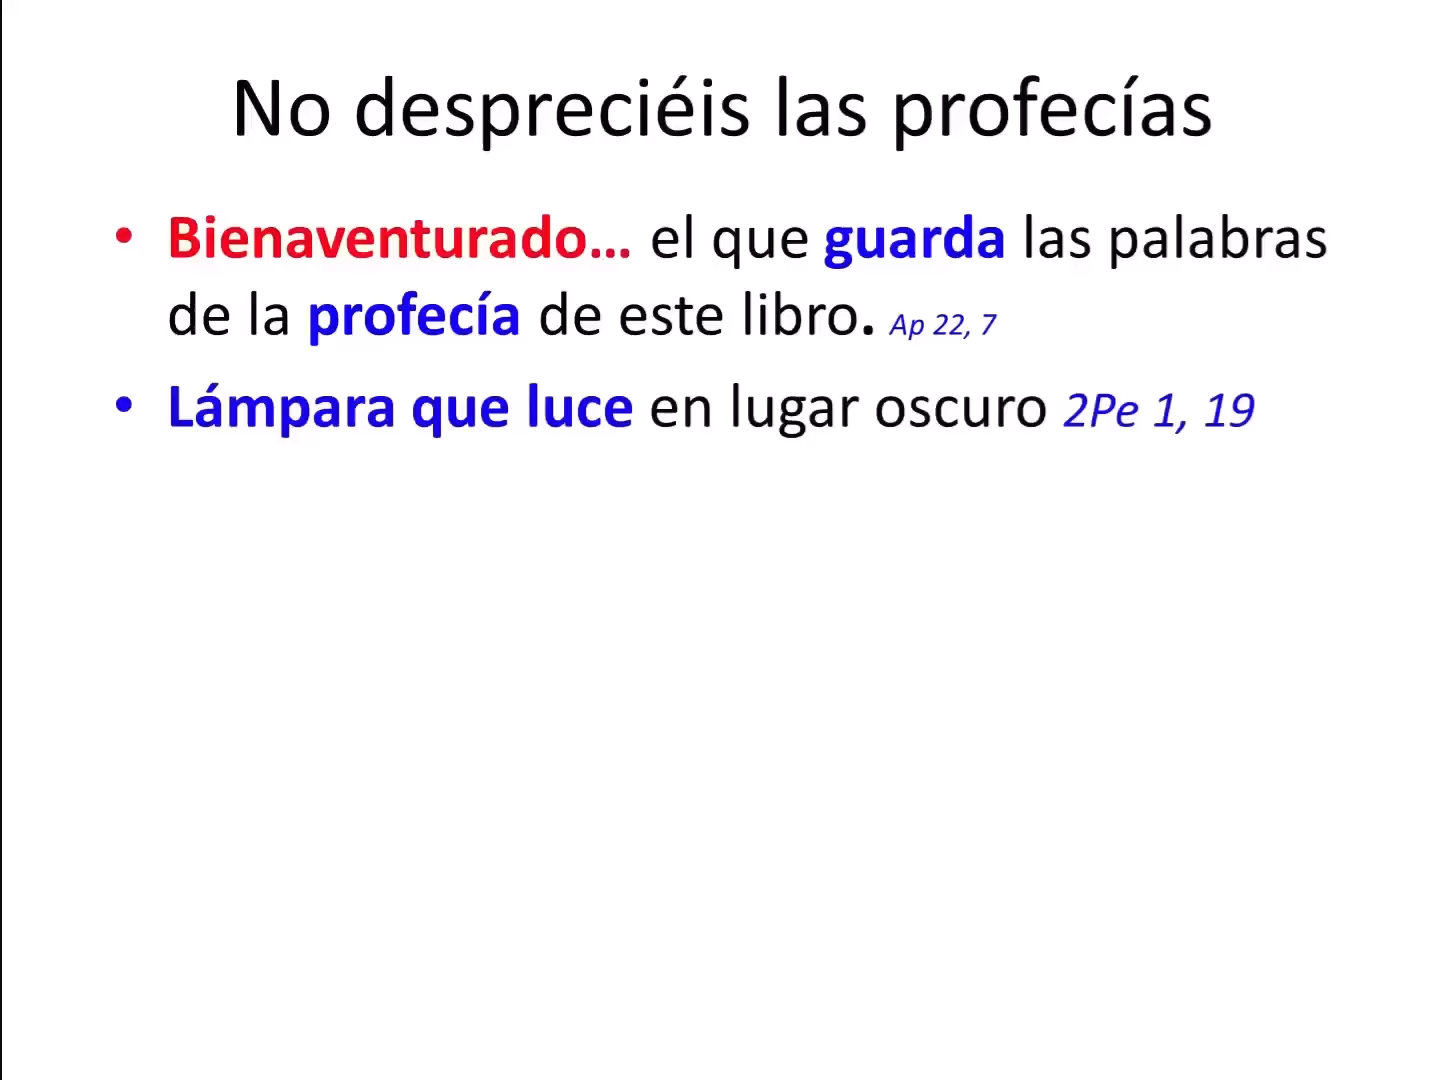 No despreciéis las profecías
• Bienaventurado... el que guarda las palabras
de la profecía de este libro. Ap 22, 7
• Lámpara que luce en lugar oscuro 2Pe 1, 19